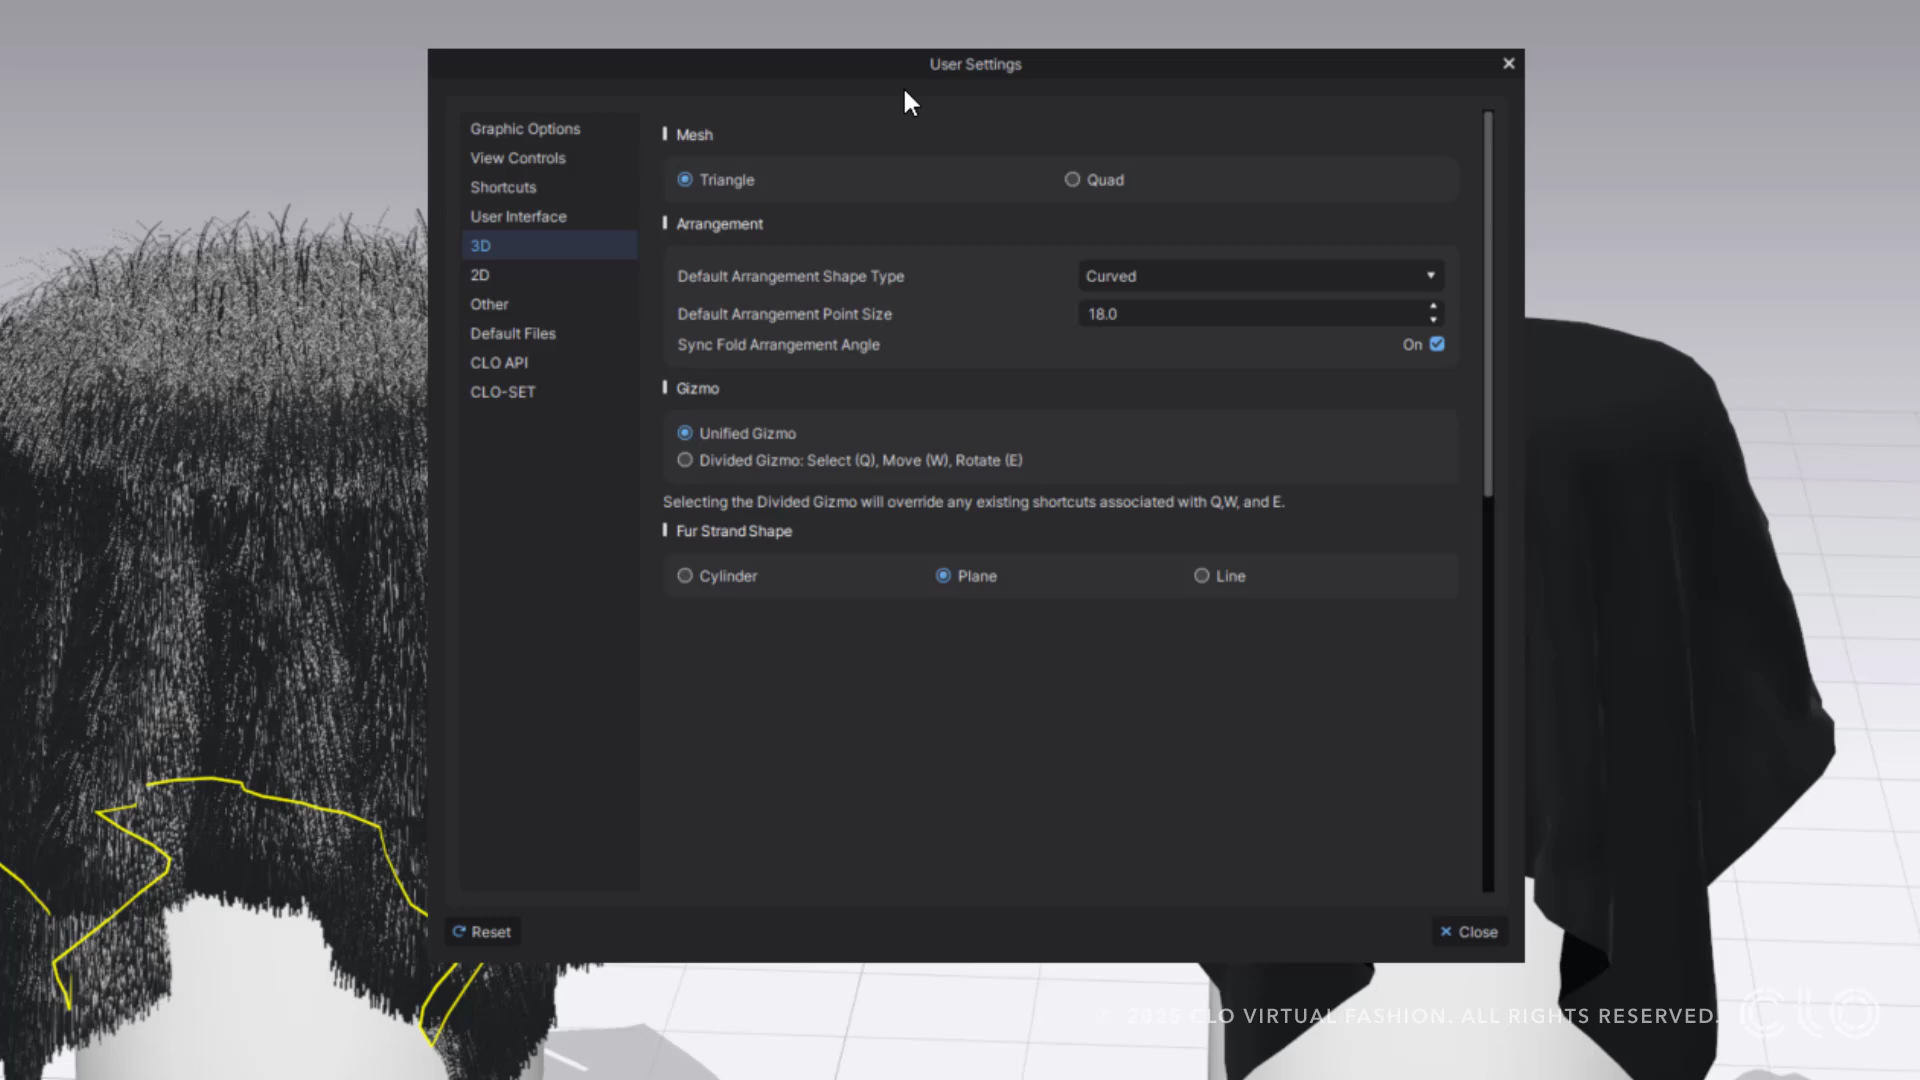 User Settings
Graphic Options
View Controls
Shortcuts
User Interface
3D
2D
Other
Default Files
CLO API
CLO-SET
Mesh
Triangle
Quad
Arrangement
Default Arrangement Shape Type
Curved
Default Arrangement Point Size
18.0
Sync Fold Arrangement Angle
On
Gizmo
Unified Gizmo
Divided Gizmo: Select (Q), Move (W), Rotate (E)
Selecting the Divided Gizmo will override any existing shortcuts associated with Q,W, and E.
Fur Strand Shape
Cylinder
Plane
Line
Reset
Close
© 2025 CLO VIRTUAL FASHION. ALL RIGHTS RESERVED.
CLO